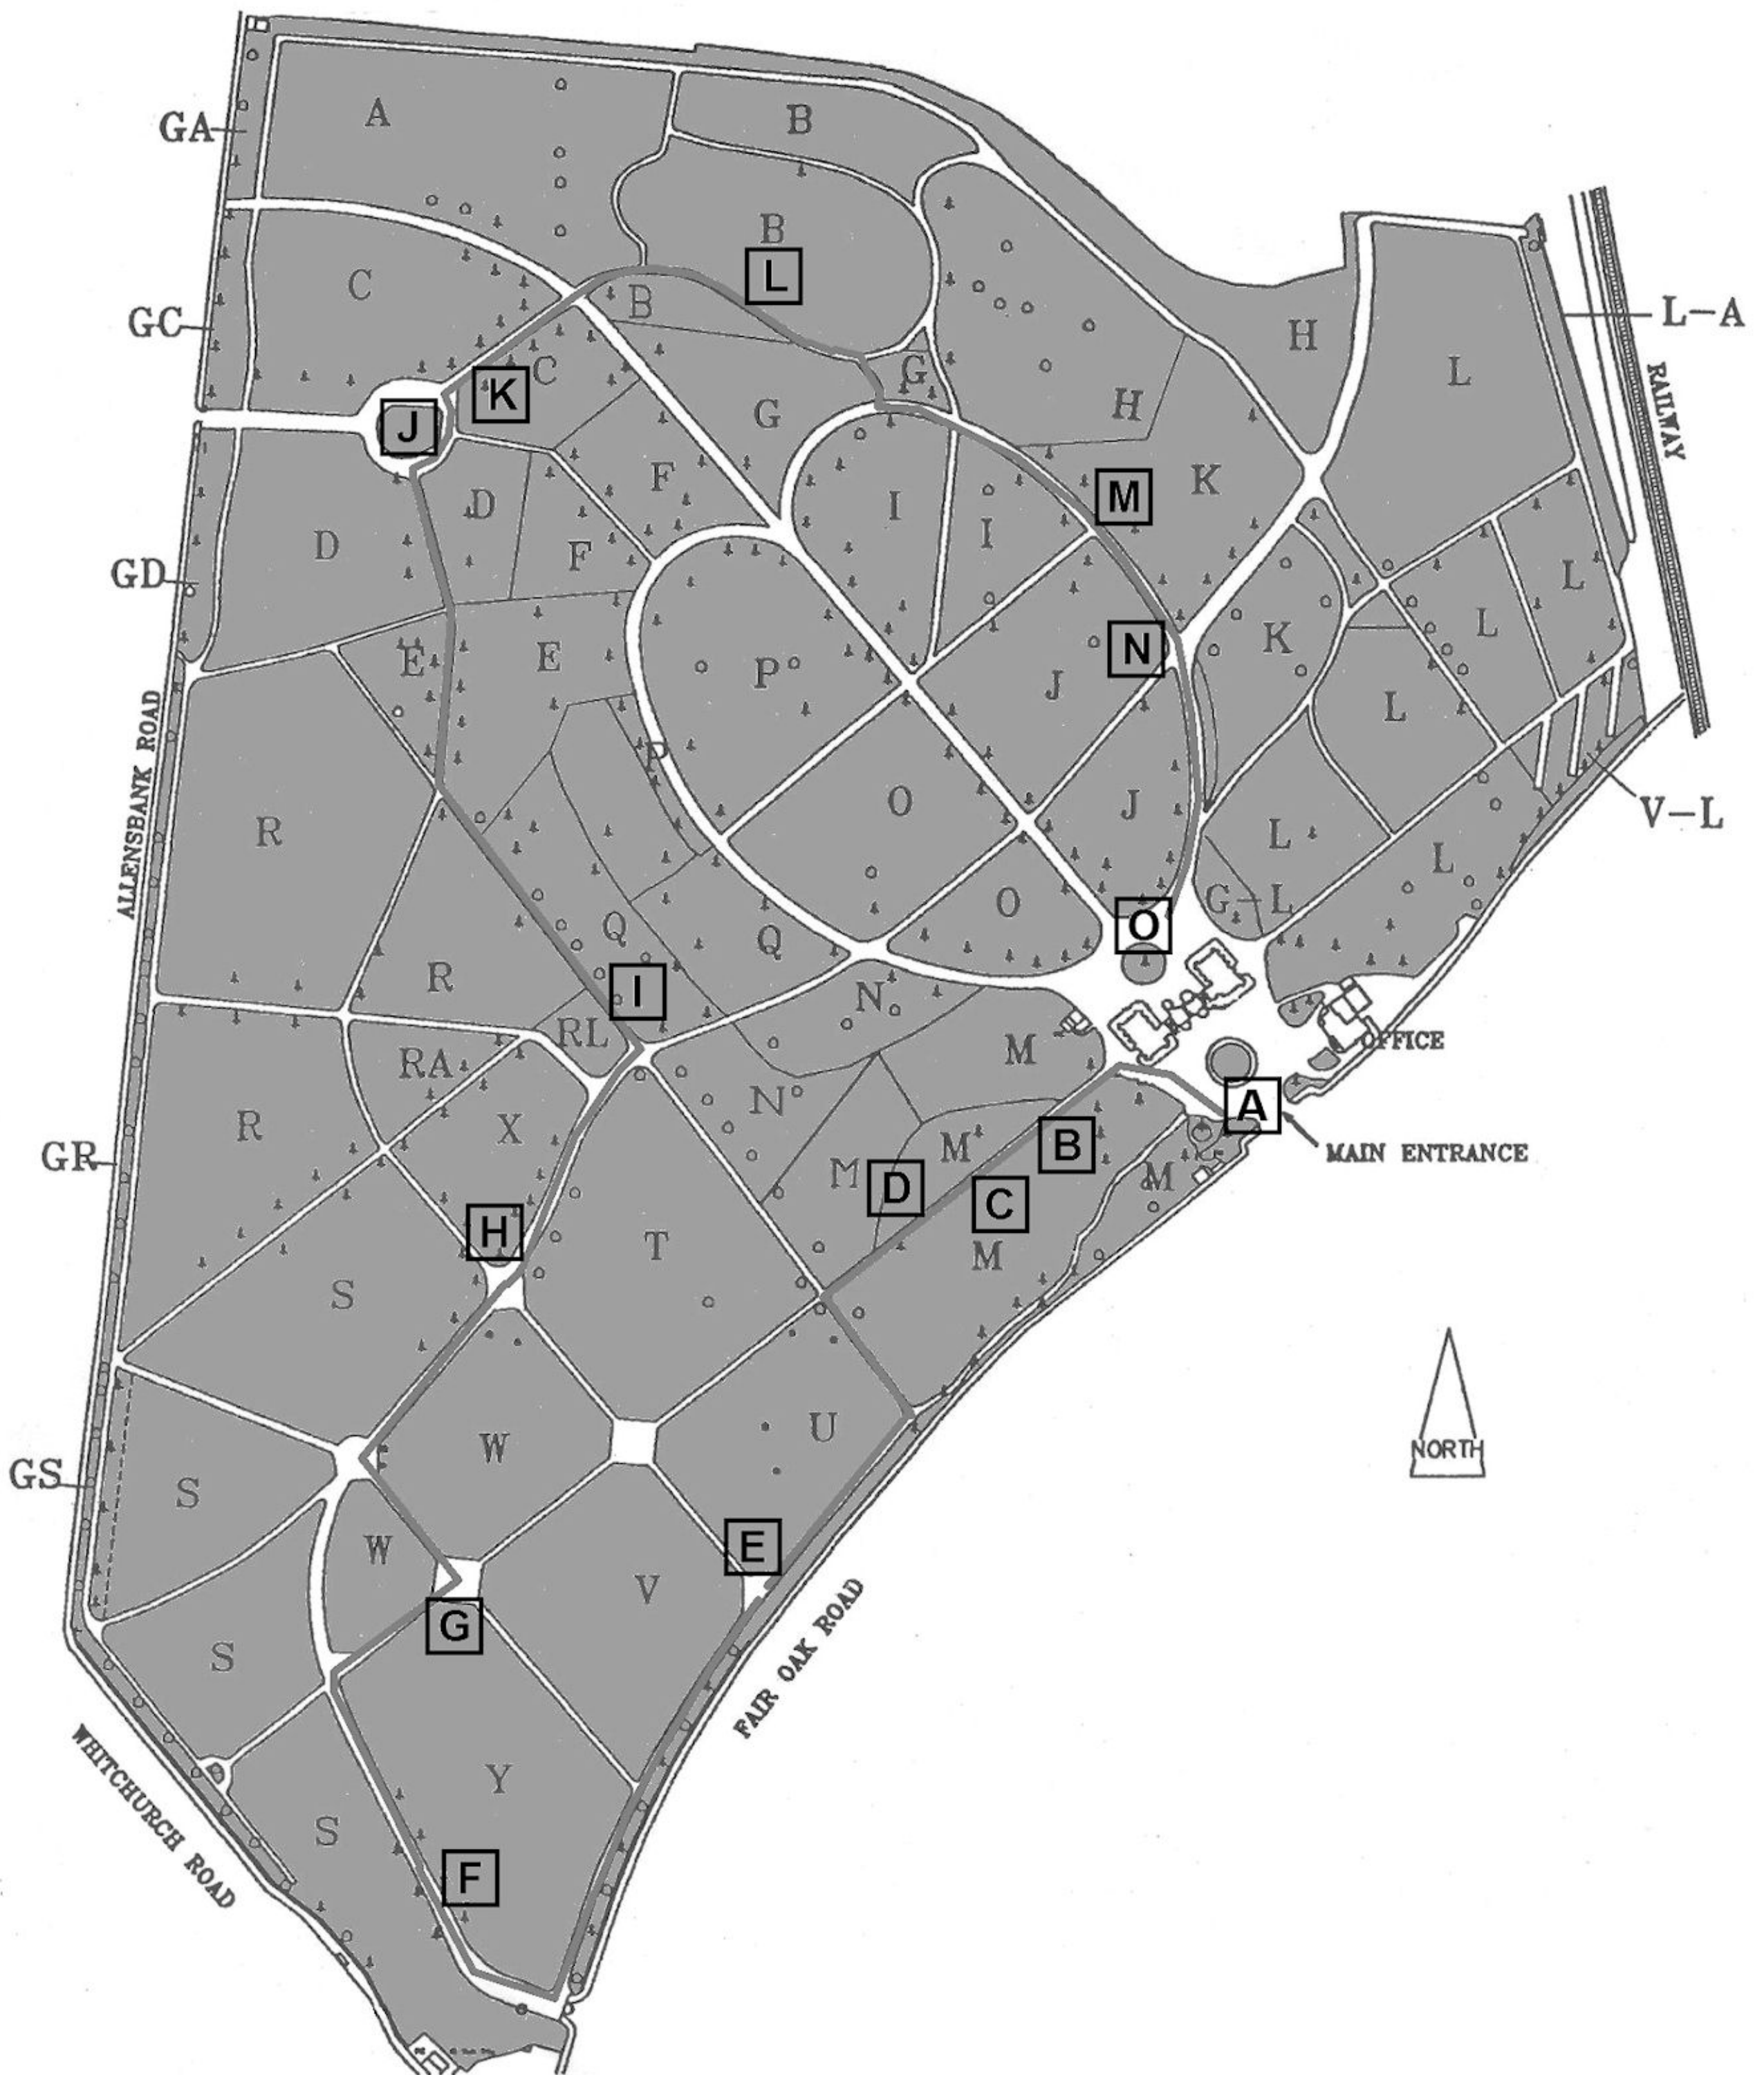 A
B
GA
B
L
C
B
H
L-A
GC
L
RAILWAY
K
C
G
J
G
H
F
M
K
D
I
I
D
F
GD
L
L
E
E
N
K
P
J
L
ALLENSBANK ROAD
P
O
J
V-L
R
L
L
O
G-L
O
Q
Q
R
I
N
RL
M
OFFICE
RA
N
A
R
X
M
B
MAIN ENTRANCE
GR
M
D
C
M
H
T
M
S
U
W
NORTH
GS
S
E
W
V
G
FAIR OAK ROAD
S
WHITCHURCH ROAD
Y
S
F